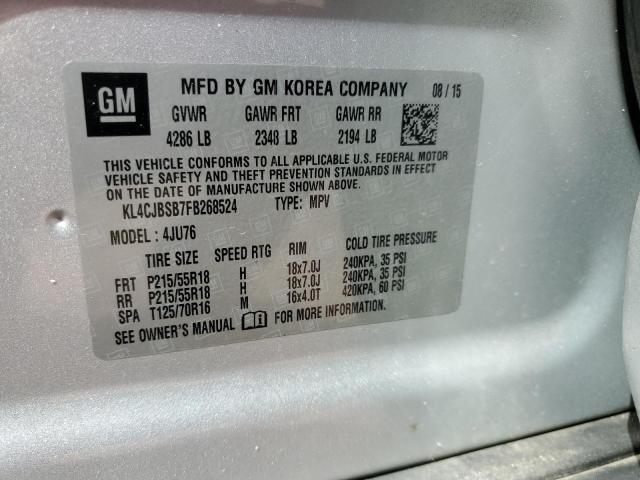 GM MFD BY GM KOREA COMPANY 08 / 15
GVWR GAWR FRT GAWR RR
4286 LB 2348 LB 2194 LB
THIS VEHICLE CONFORMS TO ALL APPLICABLE U.S. FEDERAL MOTOR
VEHICLE SAFETY AND THEFT PREVENTION STANDARDS IN EFFECT
ON THE DATE OF MANUFACTURE SHOWN ABOVE.
KL4CJBSB7FB268524 TYPE: MPV
MODEL : 4JU76
TIRE SIZE SPEED RTG RIM COLD TIRE PRESSURE
FRT P215/55R18 H 18x7.0J 240KPA, 35 PSI
RR P215/55R18 H 18x7.0J 240KPA, 35 PSI
SPA T125/70R16 M 16x4.0T 420KPA, 60 PSI
SEE OWNER'S MANUAL FOR MORE INFORMATION.